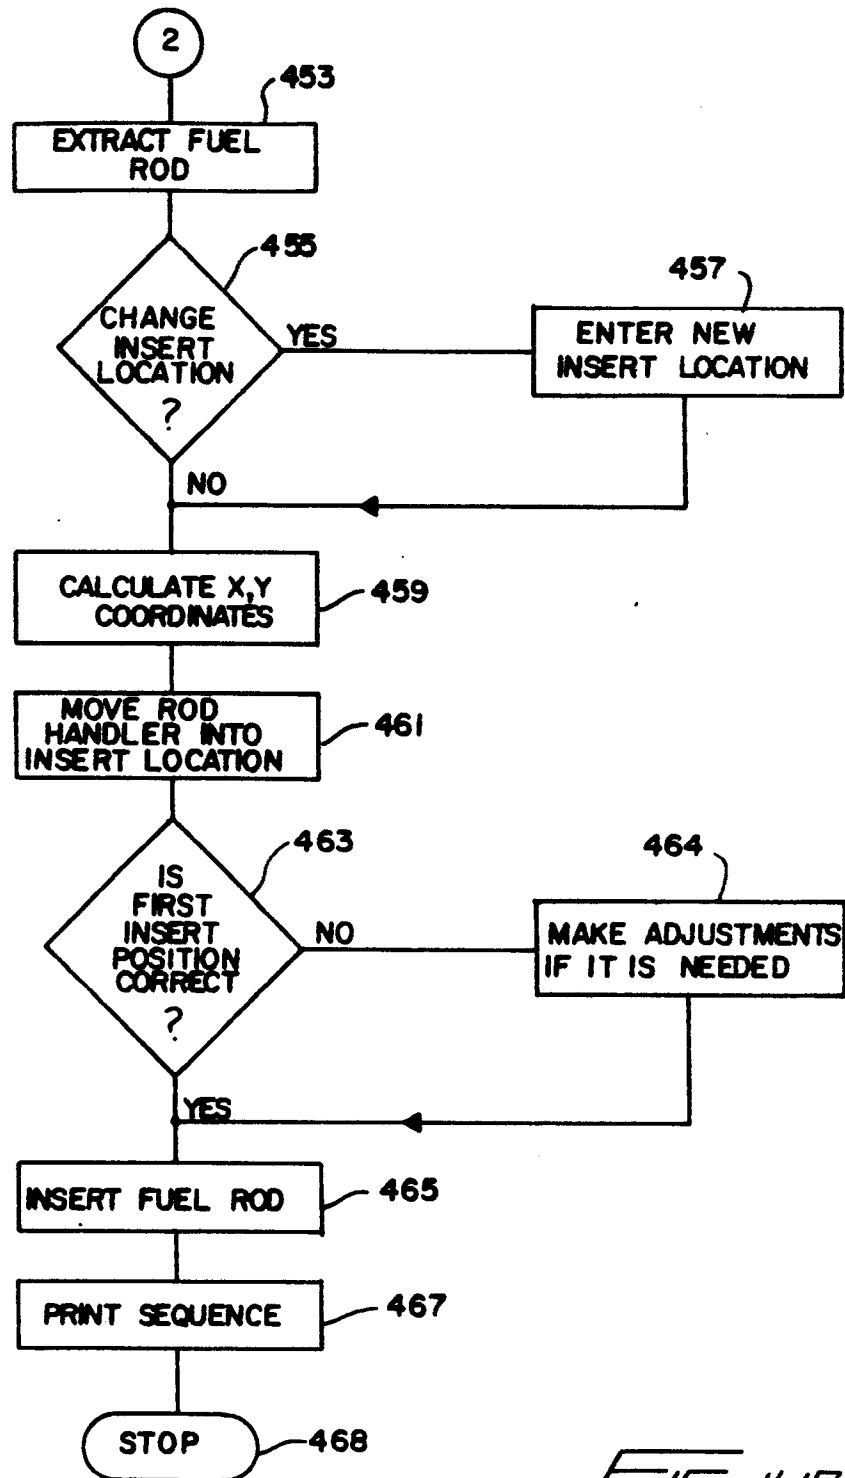 2
453
EXTRACT FUEL
ROD
455
CHANGE
INSERT
LOCATION
?
YES
457
ENTER NEW
INSERT LOCATION
NO
CALCULATE X,Y
COORDINATES
459
MOVE ROD
HANDLER INTO
INSERT LOCATION
461
463
IS
FIRST
INSERT
POSITION
CORRECT
?
NO
464
MAKE ADJUSTMENTS
IF IT IS NEEDED
YES
INSERT FUEL ROD
465
PRINT SEQUENCE
467
STOP
468